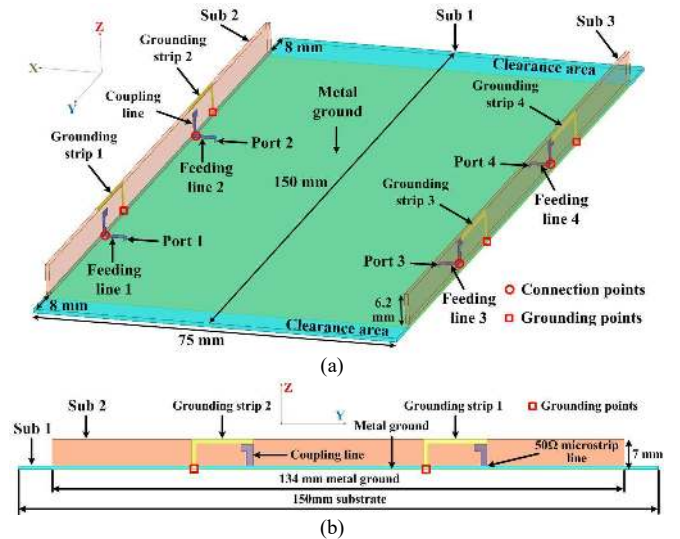 Sub 2
Sub 1
Sub 3
Z
X
Y
Grounding
strip 2
8 mm
Clearance area
Coupling
line
Metal
ground
Grounding
strip 4
Grounding
strip 1
Port 2
Feeding
line 2
150 mm
Port 4
Feeding
line 4
Grounding
strip 3
Port 1
Feeding
line 1
Port 3
Feeding
line 3
Connection points
Grounding points
8 mm
6.2
mm
Clearance area
75 mm
(a)
Z
Y
Sub 1
Sub 2
Grounding strip 2
Grounding strip 1
Grounding points
Metal ground
Coupling line
50Ω microstrip
line
7 mm
134 mm metal ground
150mm substrate
(b)